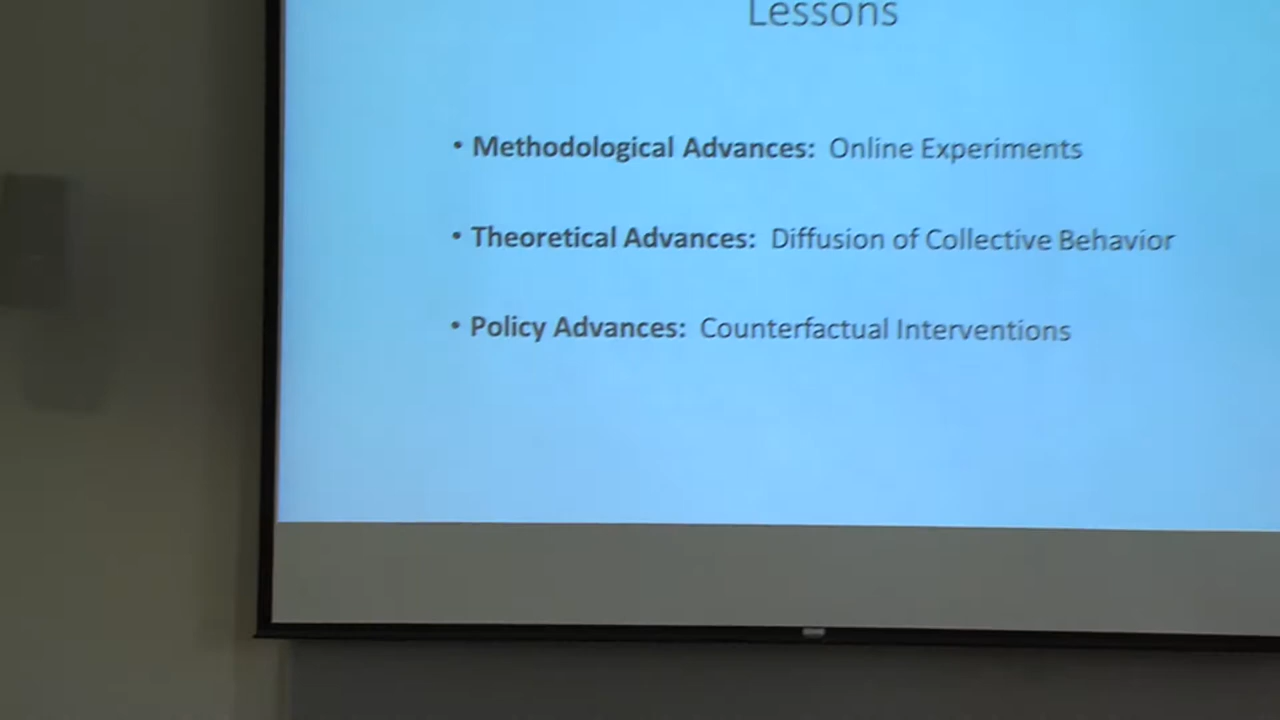 Lessons
• Methodological Advances: Online Experiments
• Theoretical Advances: Diffusion of Collective Behavior
• Policy Advances: Counterfactual Interventions